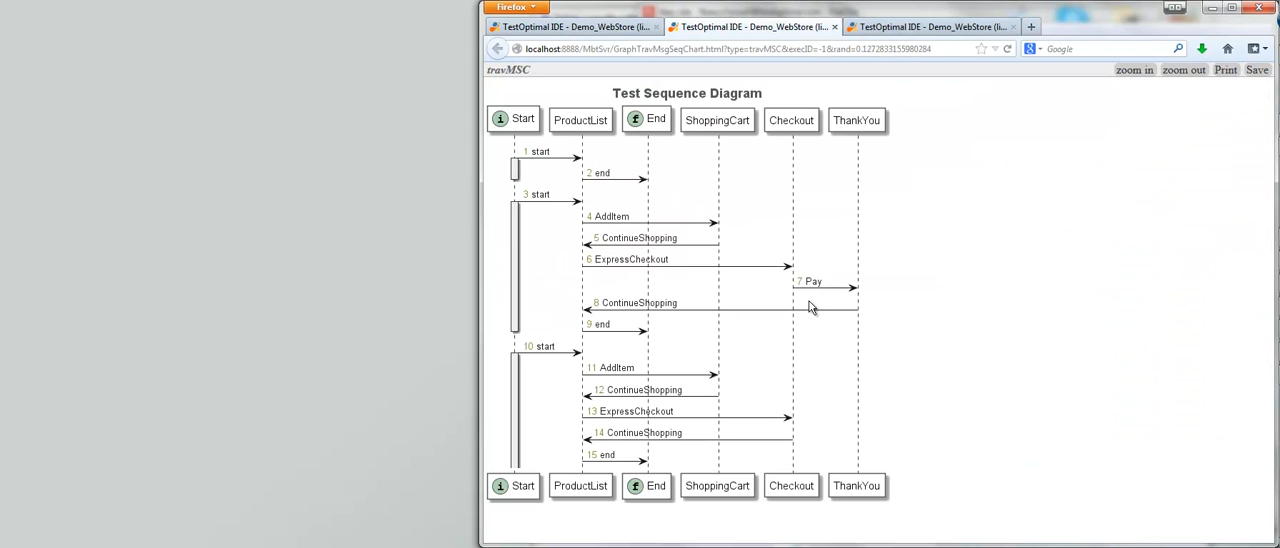 Firefox
TestOptimal IDE - Demo_WebStore (li...
TestOptimal IDE - Demo_WebStore (li...
TestOptimal IDE - Demo_WebStore (li...
localhost:8888/MbtSvr/GraphTravMsgSeqChart.html?type=travMSC&execID=-1&rand=0.1272833155980284
Google
travMSC
zoom in
zoom out
Print
Save
Test Sequence Diagram
i Start
ProductList
f End
ShoppingCart
Checkout
ThankYou
1 start
2 end
3 start
4 AddItem
5 ContinueShopping
6 ExpressCheckout
7 Pay
8 ContinueShopping
9 end
10 start
11 AddItem
12 ContinueShopping
13 ExpressCheckout
14 ContinueShopping
15 end
i Start
ProductList
f End
ShoppingCart
Checkout
ThankYou